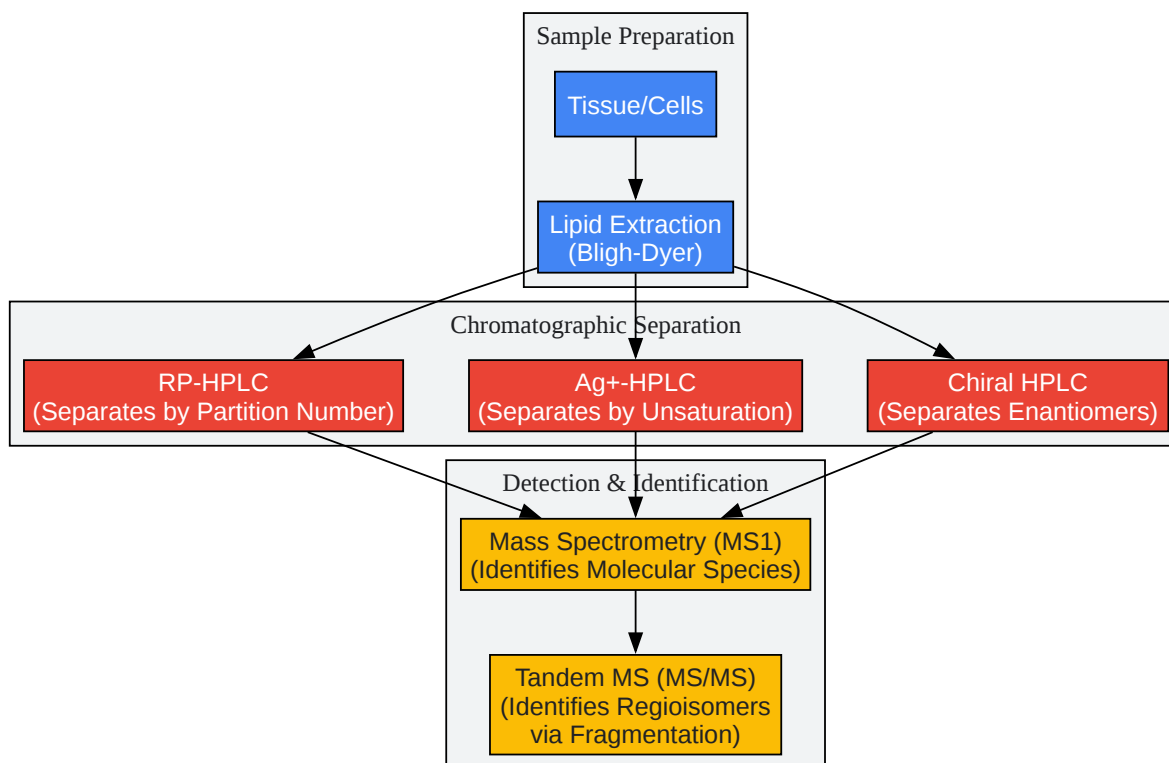 Sample Preparation
Tissue/Cells
Lipid Extraction
(Bligh-Dyer)
Chromatographic Separation
RP-HPLC
(Separates by Partition Number)
Ag+-HPLC
(Separates by Unsaturation)
Chiral HPLC
(Separates Enantiomers)
Detection & Identification
Mass Spectrometry (MS1)
(Identifies Molecular Species)
Tandem MS (MS/MS)
(Identifies Regioisomers
via Fragmentation)